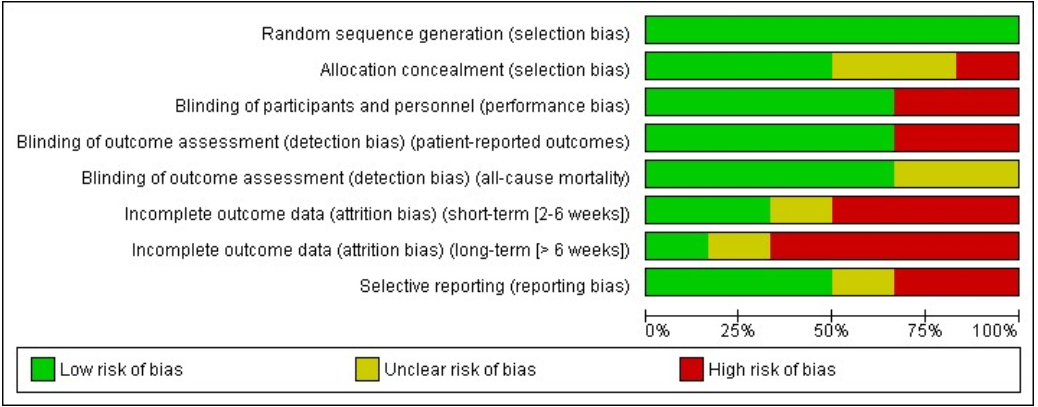 Random sequence generation (selection bias)
Allocation concealment (selection bias)
Blinding of participants and personnel (performance bias)
Blinding of outcome assessment (detection bias) (patient-reported outcomes)
Blinding of outcome assessment (detection bias) (all-cause mortality)
Incomplete outcome data (attrition bias) (short-term [2-6 weeks])
Incomplete outcome data (attrition bias) (long-term [> 6 weeks])
Selective reporting (reporting bias)
0% 25% 50% 75% 100%
Low risk of bias Unclear risk of bias High risk of bias